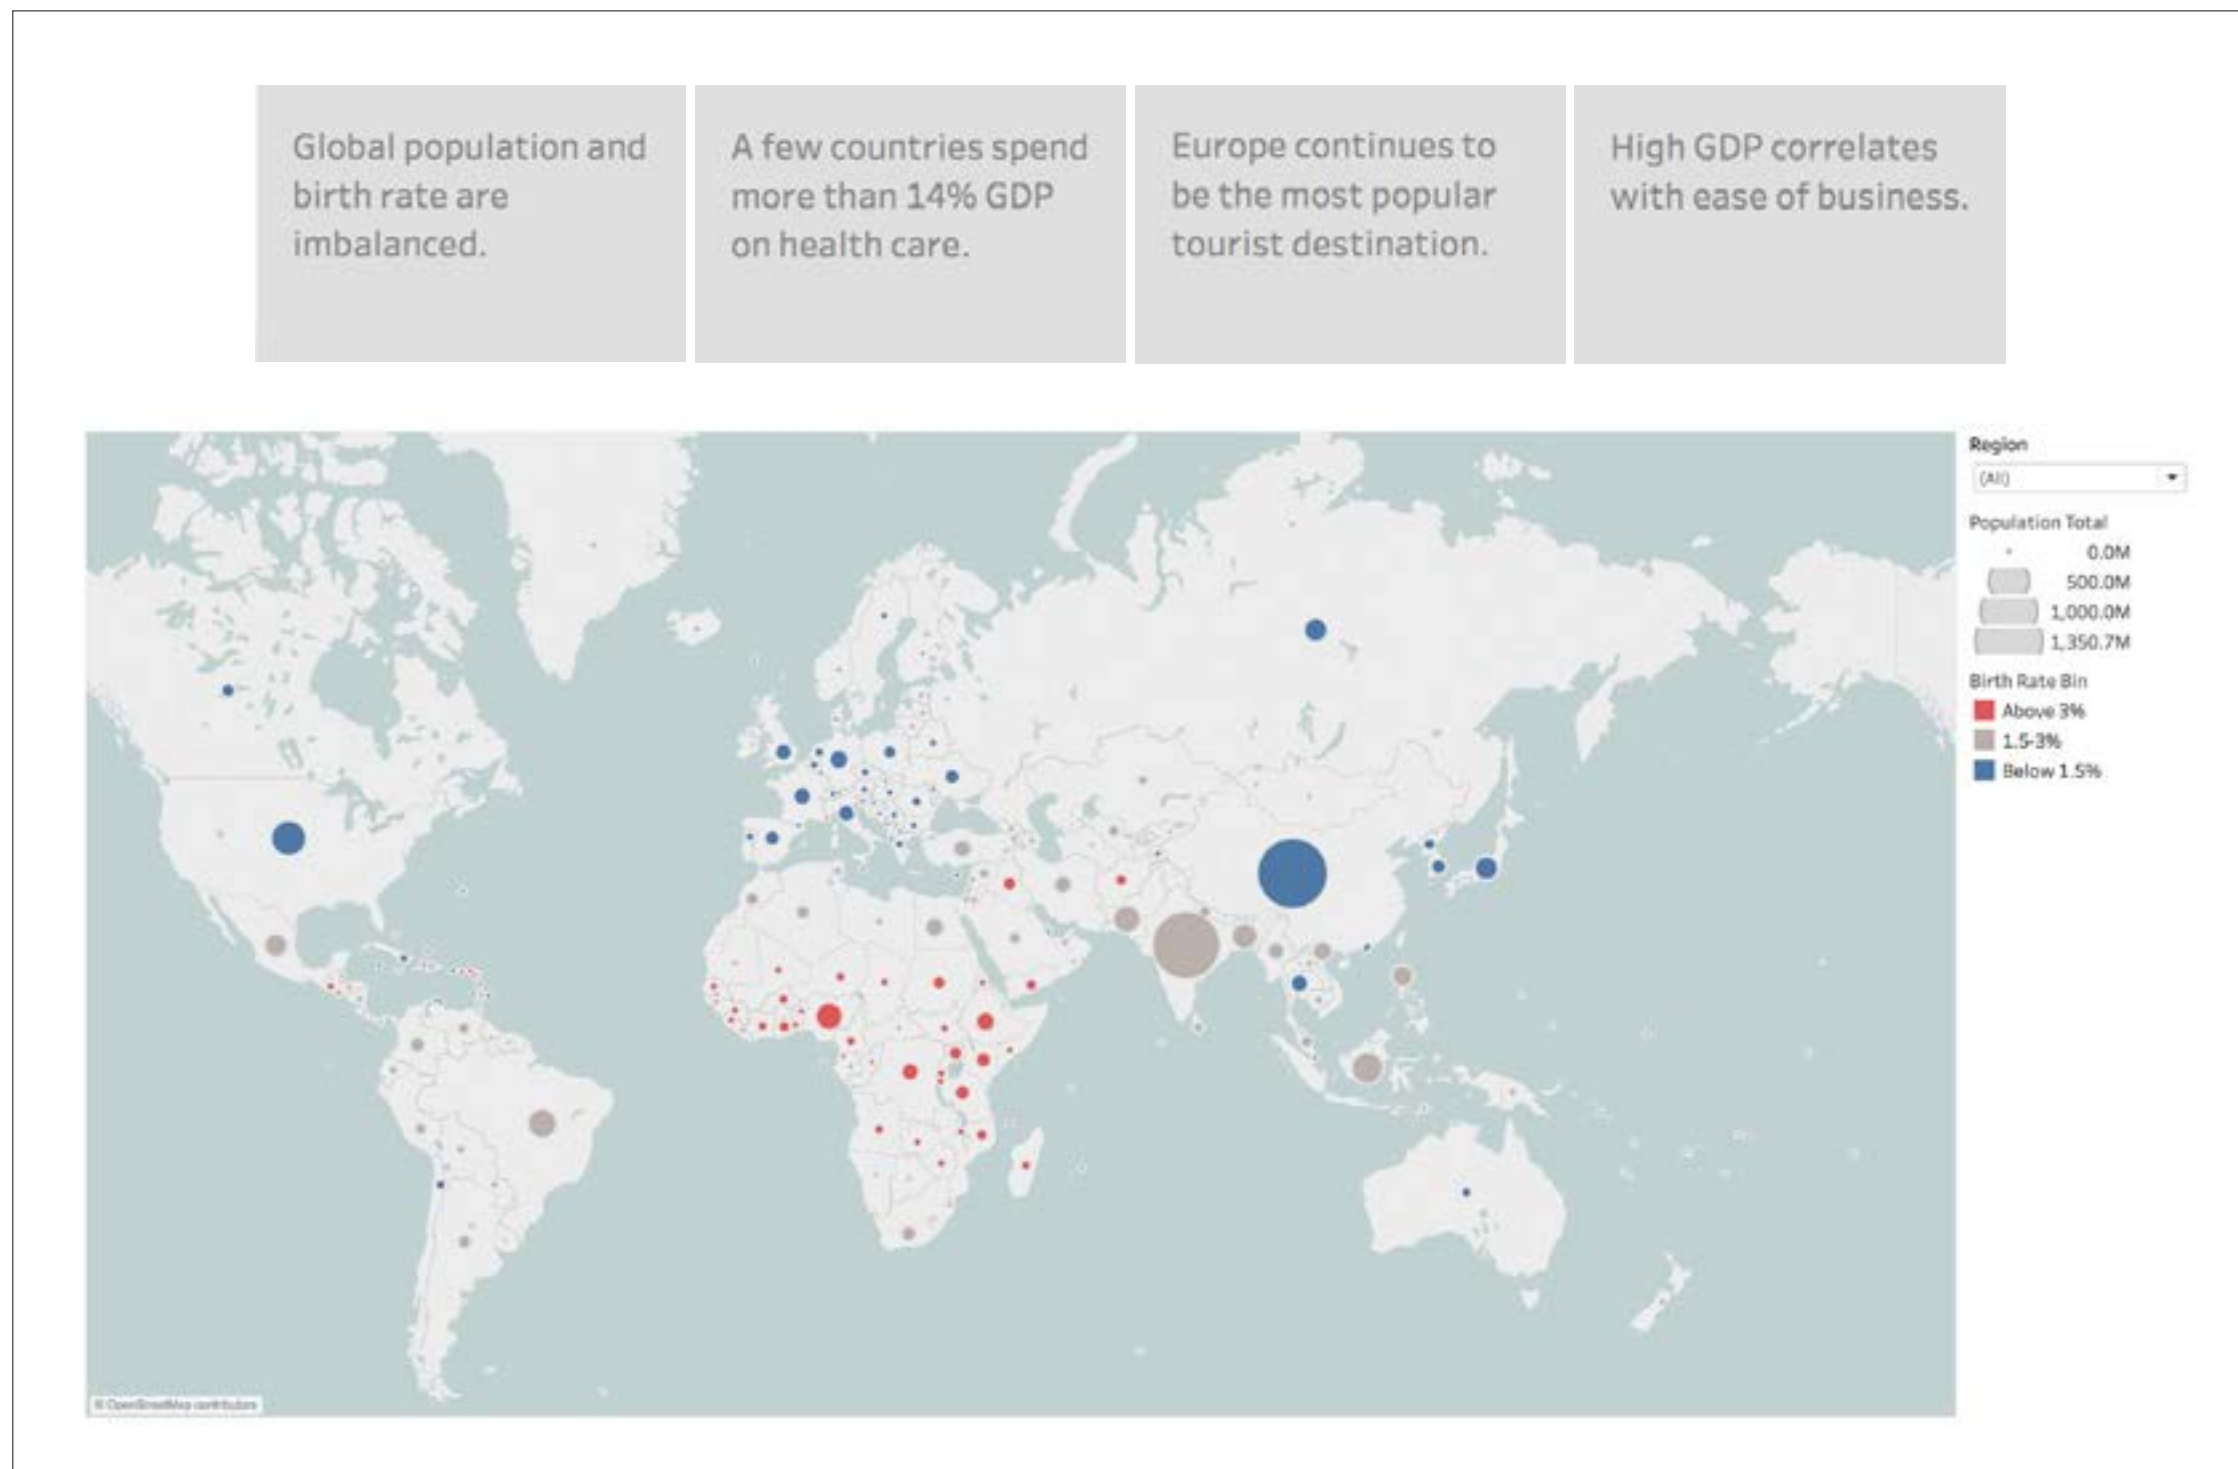 Global population and
birth rate are
imbalanced.
A few countries spend
more than 14% GDP
on health care.
Europe continues to
be the most popular
tourist destination.
High GDP correlates
with ease of business.
Region
(All)
Population Total
0.0M
500.0M
1,000.0M
1,350.7M
Birth Rate Bin
Above 3%
1.5-3%
Below 1.5%
© OpenStreetMap contributors